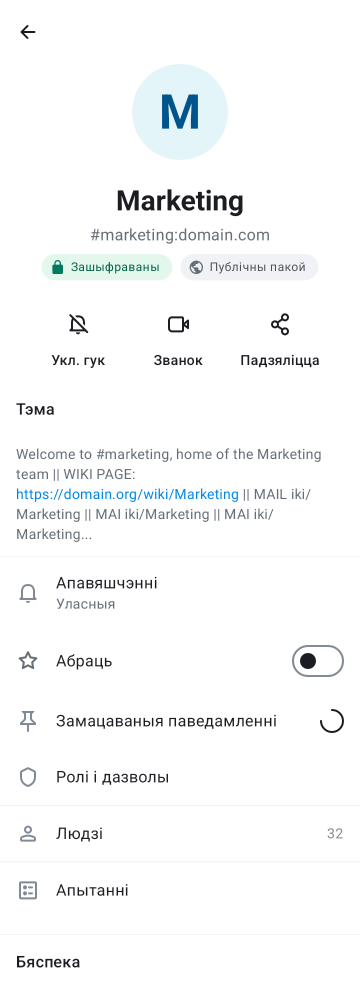 M
Marketing
#marketing:domain.com
Зашыфраваны
Публічны пакой
Укл. гук
Званок
Падзяліцца
Тэма
Welcome to #marketing, home of the Marketing
team || WIKI PAGE:
https://domain.org/wiki/Marketing || MAIL iki/
Marketing || MAI iki/Marketing || MAI iki/
Marketing...
Апавяшчэнні
Уласныя
Абраць
Замацаваныя паведамленні
Ролі і дазволы
Людзі 32
Апытанні
Бяспека